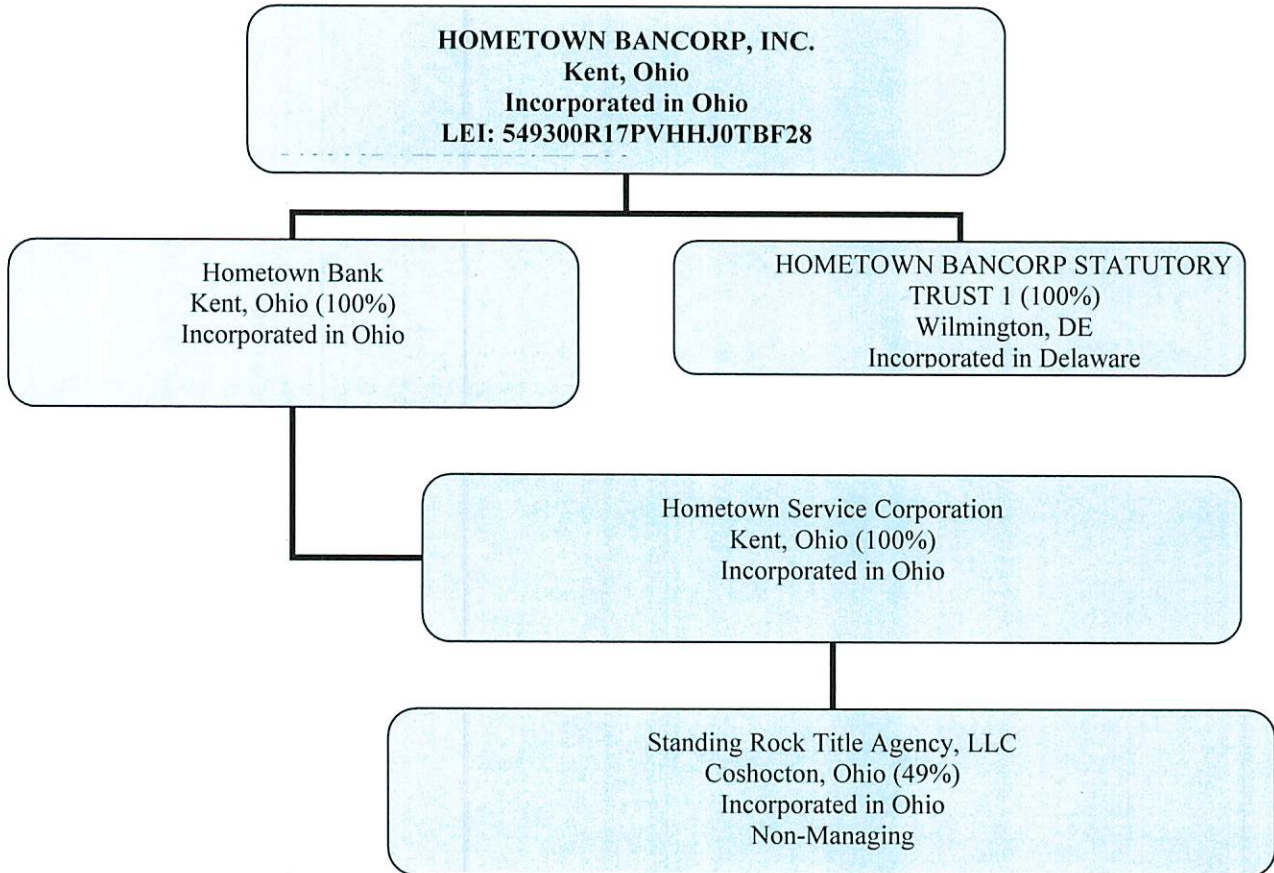 HOMETOWN BANCORP, INC.
Kent, Ohio
Incorporated in Ohio
LEI: 549300R17PVHHJ0TBF28
Hometown Bank
Kent, Ohio (100%)
Incorporated in Ohio
HOMETOWN BANCORP STATUTORY
TRUST 1 (100%)
Wilmington, DE
Incorporated in Delaware
Hometown Service Corporation
Kent, Ohio (100%)
Incorporated in Ohio
Standing Rock Title Agency, LLC
Coshocton, Ohio (49%)
Incorporated in Ohio
Non-Managing